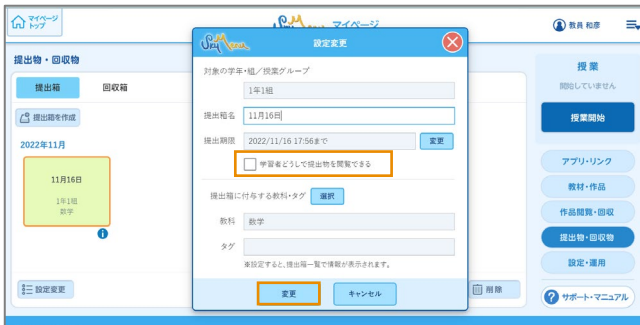 マイページ
トップ
SKYMENU マイページ
教員 和彦
提出物・回収物
提出箱
回収箱
提出箱を作成
2022年11月
11月16日
1年1組
数学
設定変更
削除
SKYMENU
設定変更
対象の学年・組／授業グループ
1年1組
提出箱名 11月16日
提出期限 2022/11/16 17:56まで 変更
学習者どうしで提出物を閲覧できる
提出箱に付与する教科・タグ 選択
教科 数学
タグ
※設定すると、提出箱一覧で情報が表示されます。
変更
キャンセル
授業
開始していません
授業開始
アプリ・リンク
教材・作品
作品閲覧・回収
提出物・回収物
設定・運用
サポート・マニュアル